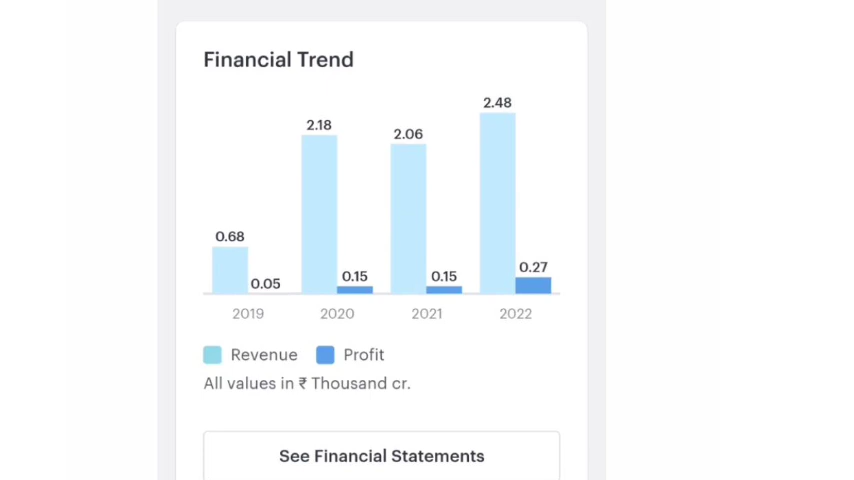 Financial Trend
2.48
2.18
2.06
0.68
0.05
0.15
0.15
0.27
2019 2020 2021 2022
Revenue Profit
All values in ₹ Thousand cr.
See Financial Statements